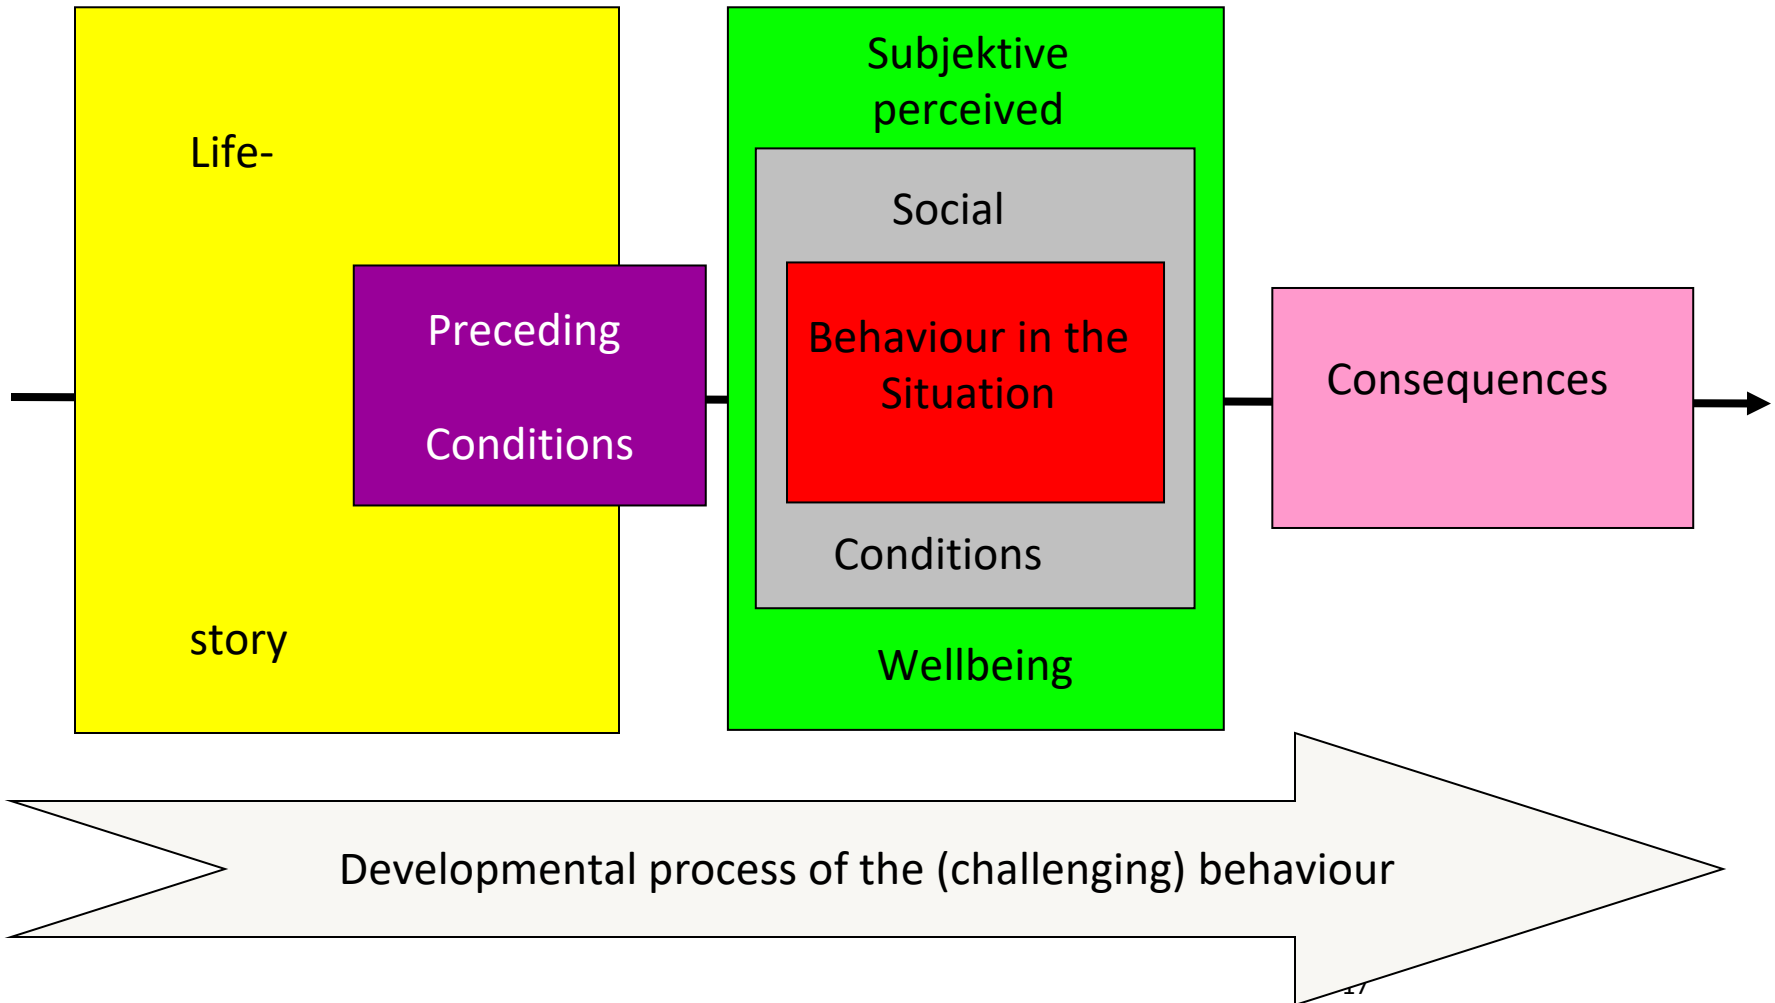 Life-
story
Preceding
Conditions
Subjektive
perceived
Social
Behaviour in the
Situation
Conditions
Wellbeing
Consequences
Developmental process of the (challenging) behaviour
17